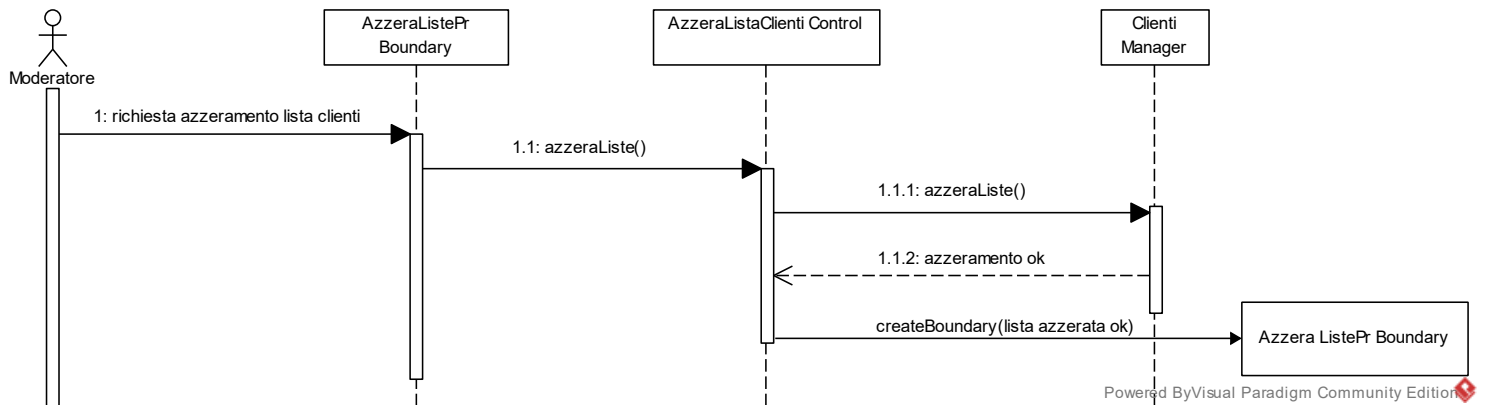 Moderatore
AzzeraListePr
Boundary
AzzeraListaClienti Control
Clienti
Manager
1: richiesta azzeramento lista clienti
1.1: azzeraListe()
1.1.1: azzeraListe()
1.1.2: azzeramento ok
createBoundary(lista azzerata ok)
Azzera ListePr Boundary
Powered ByVisual Paradigm Community Edition